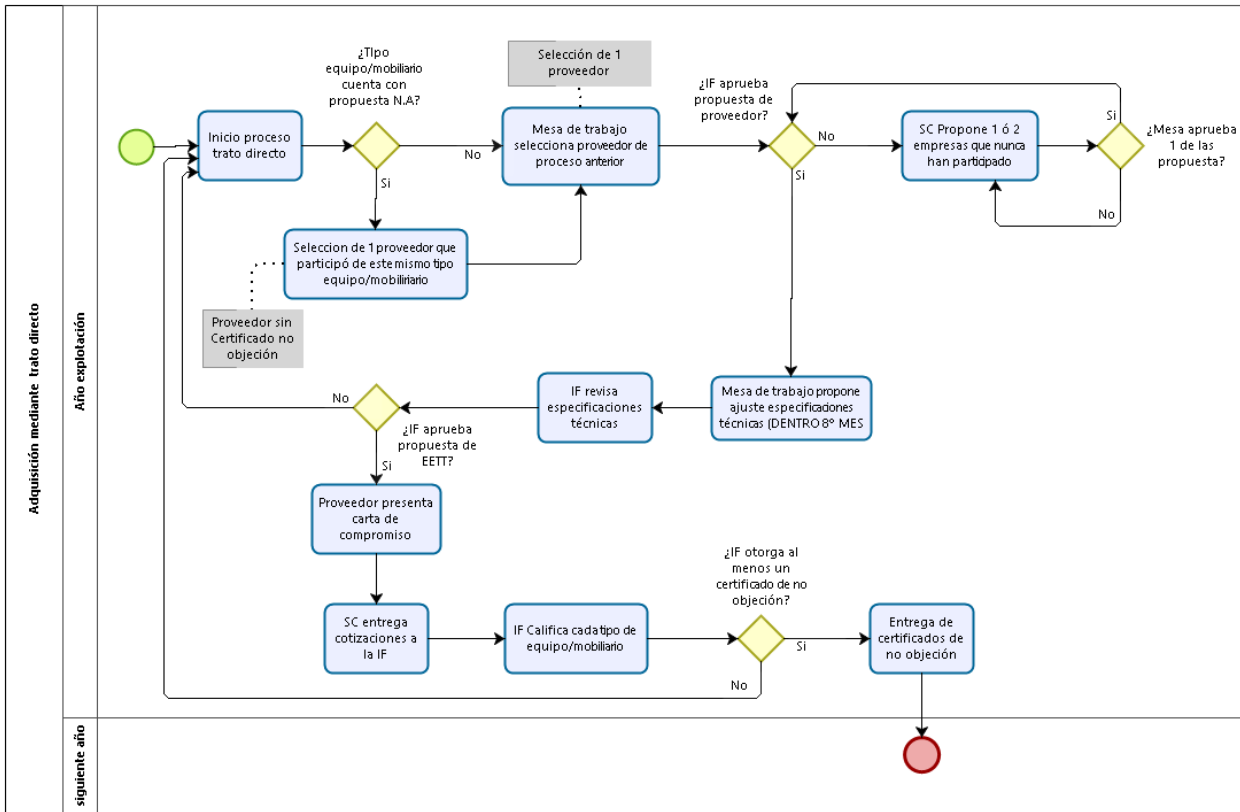 Adquisición mediante trato directo
Año explotación
siguiente año
Inicio proceso
trato directo
¿TIpo
equipo/mobiliario
cuenta con
propuesta N.A?
No
Si
Selección de 1
proveedor
Mesa de trabajo
selecciona proveedor de
proceso anterior
Seleccion de 1 proveedor que
participó de este mismo tipo
equipo/mobiliriario
Proveedor sin
Certificado no
objeción
¿IF aprueba
propuesta de
proveedor?
No
Si
SC Propone 1 ó 2
empresas que nunca
han participado
Si
¿Mesa aprueba
1 de las
propuesta?
No
Mesa de trabajo propone
ajuste especificaciones
técnicas (DENTRO 8º MES
IF revisa
especificaciones
técnicas
No
¿IF aprueba
propuesta de
EETT?
Si
Proveedor presenta
carta de
compromiso
SC entrega
cotizaciones a
la IF
IF Califica cada tipo de
equipo/mobiliario
¿IF otorga al
menos un
certificado de no
objeción?
Si
No
Entrega de
certificados de
no objeción